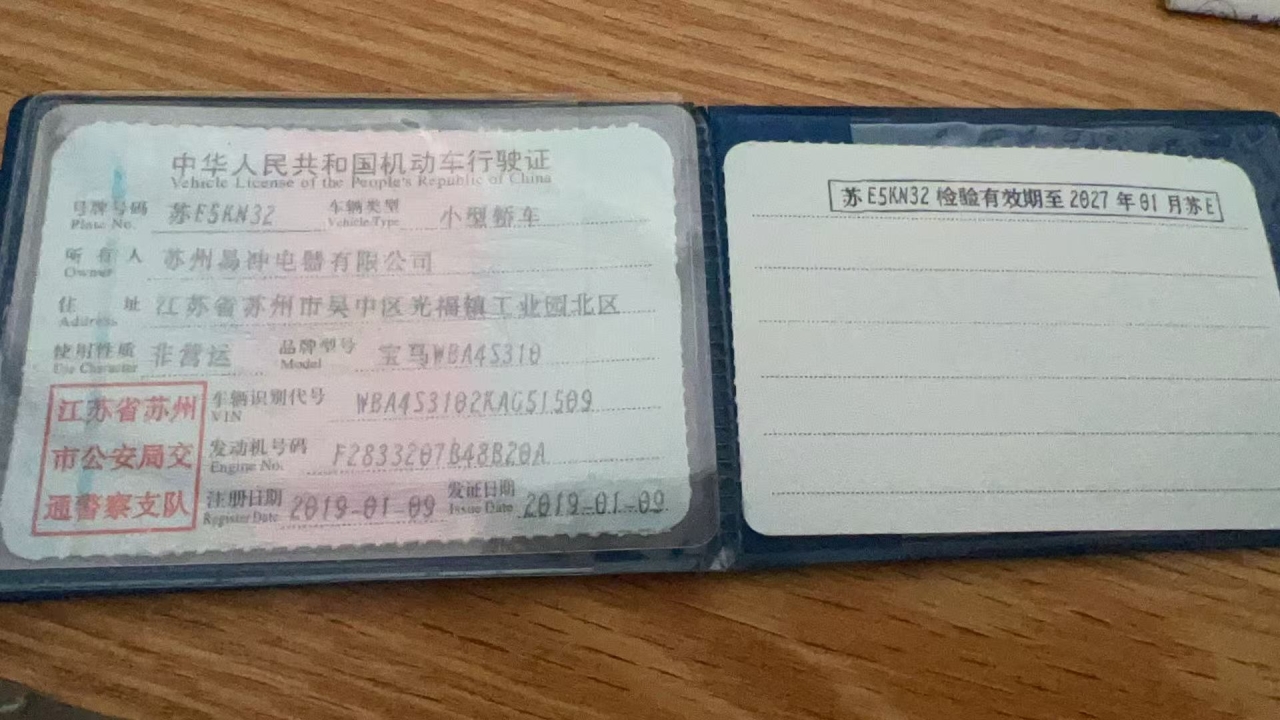 中华人民共和国机动车行驶证
Vehicle License of the People's Republic of China
号牌号码 苏E5KN32 车辆类型 小型轿车
Plate No. Vehicle Type
所有人 苏州易冲电器有限公司
Owner
住址 江苏省苏州市吴中区光福镇工业园北区
Address
使用性质 非营运 品牌型号 宝马WBA4S310
Use Character Model
车辆识别代号 WBA4S3102KAG51509
VIN
发动机号码 F2833207B48B20A
Engine No.
注册日期 2019-01-09 发证日期 2019-01-09
Register Date Issue Date
江苏省苏州
市公安局交
通警察支队
苏E5KN32 检验有效期至 2027 年 01 月苏E